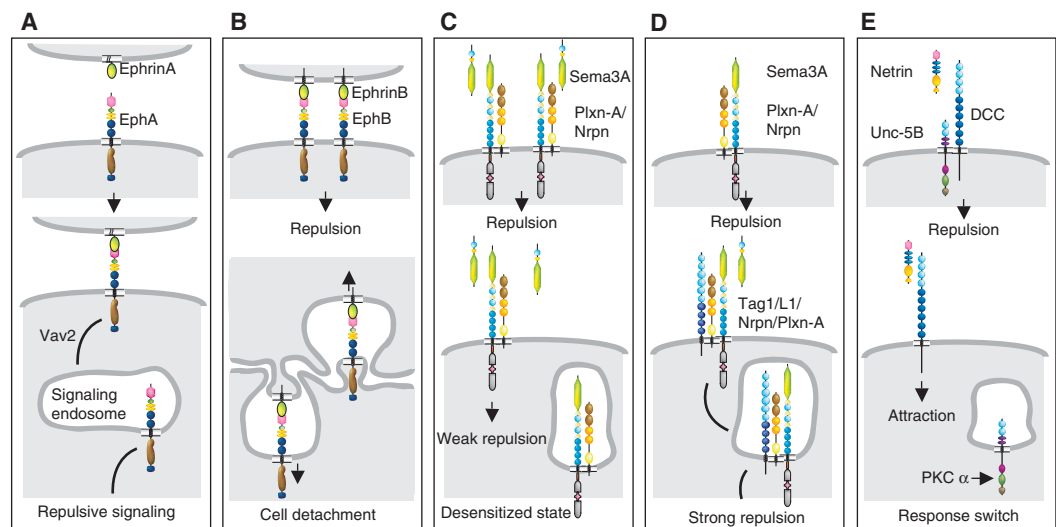 A
EphrinA
EphA
Vav2
Signaling
endosome
Repulsive signaling
B
EphrinB
EphB
Repulsion
Cell detachment
C
Sema3A
Plxn-A/
Nrpn
Repulsion
Weak repulsion
Desensitized state
D
Sema3A
Plxn-A/
Nrpn
Repulsion
Tag1/L1/
Nrpn/Plxn-A
Strong repulsion
E
Netrin
DCC
Unc-5B
Repulsion
Attraction
PKC α
Response switch